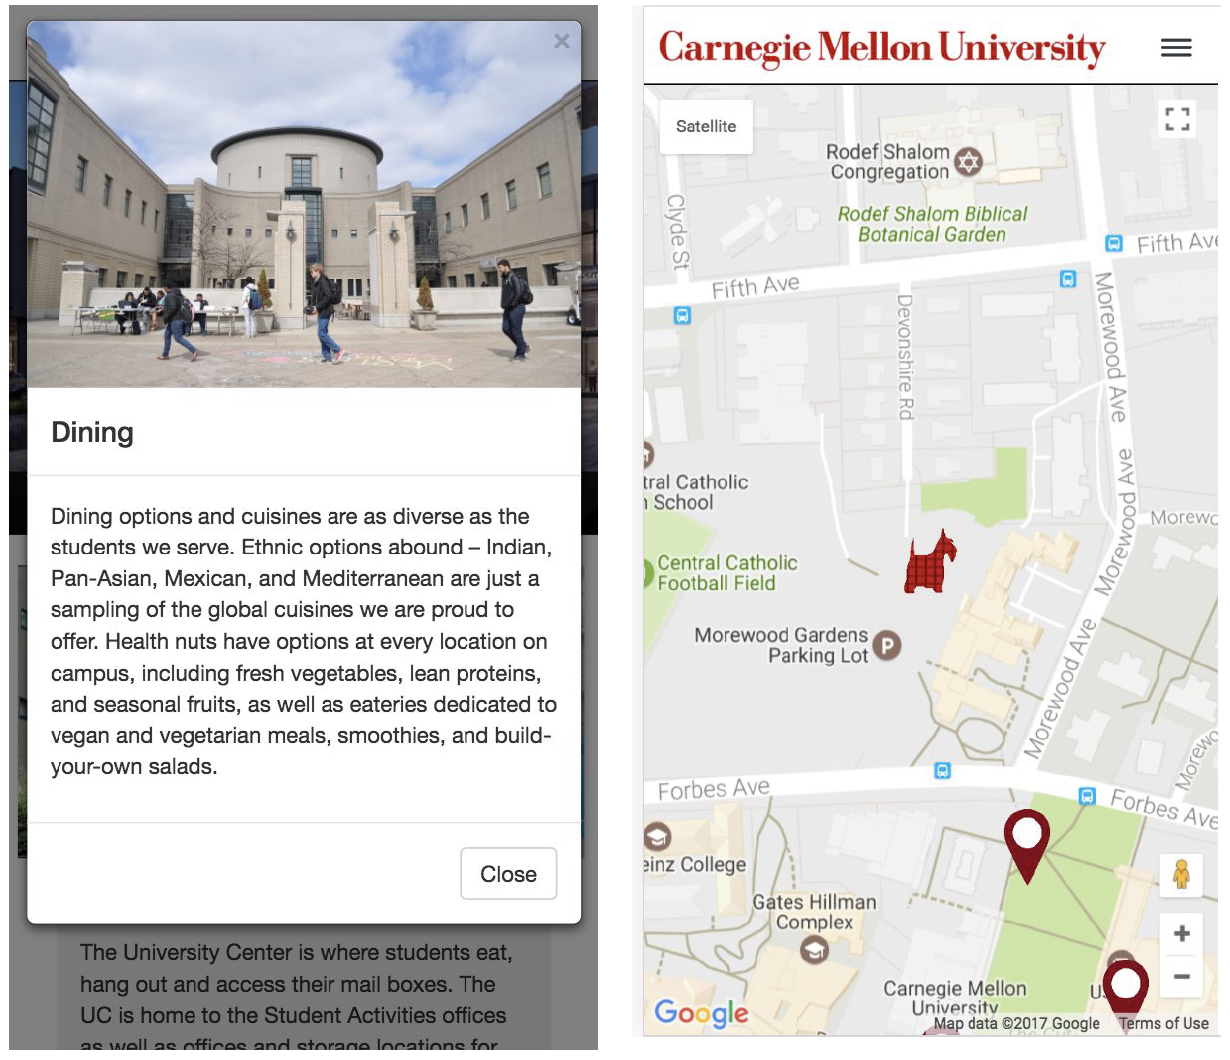 ×
Dining
Dining options and cuisines are as diverse as the
students we serve. Ethnic options abound – Indian,
Pan-Asian, Mexican, and Mediterranean are just a
sampling of the global cuisines we are proud to
offer. Health nuts have options at every location on
campus, including fresh vegetables, lean proteins,
and seasonal fruits, as well as eateries dedicated to
vegan and vegetarian meals, smoothies, and build-
your-own salads.
Close
The University Center is where students eat,
hang out and access their mail boxes. The
UC is home to the Student Activities offices
as well as offices and storage locations for
Carnegie Mellon University
Satellite
Rodef Shalom
Congregation
Rodef Shalom Biblical
Botanical Garden
Clyde St
Fifth Ave
Fifth Ave
Devonshire Rd
Morewood Ave
Morewood Ave
tral Catholic
h School
Morewo
Central Catholic
Football Field
P
Morewood Gardens
Parking Lot
Morewood Ave
Morewo
Forbes Ave
Forbes Ave
einz College
Gates Hillman
Complex
+
−
Carnegie Mellon
University
Google
Map data ©2017 Google
Terms of Use
The Cut